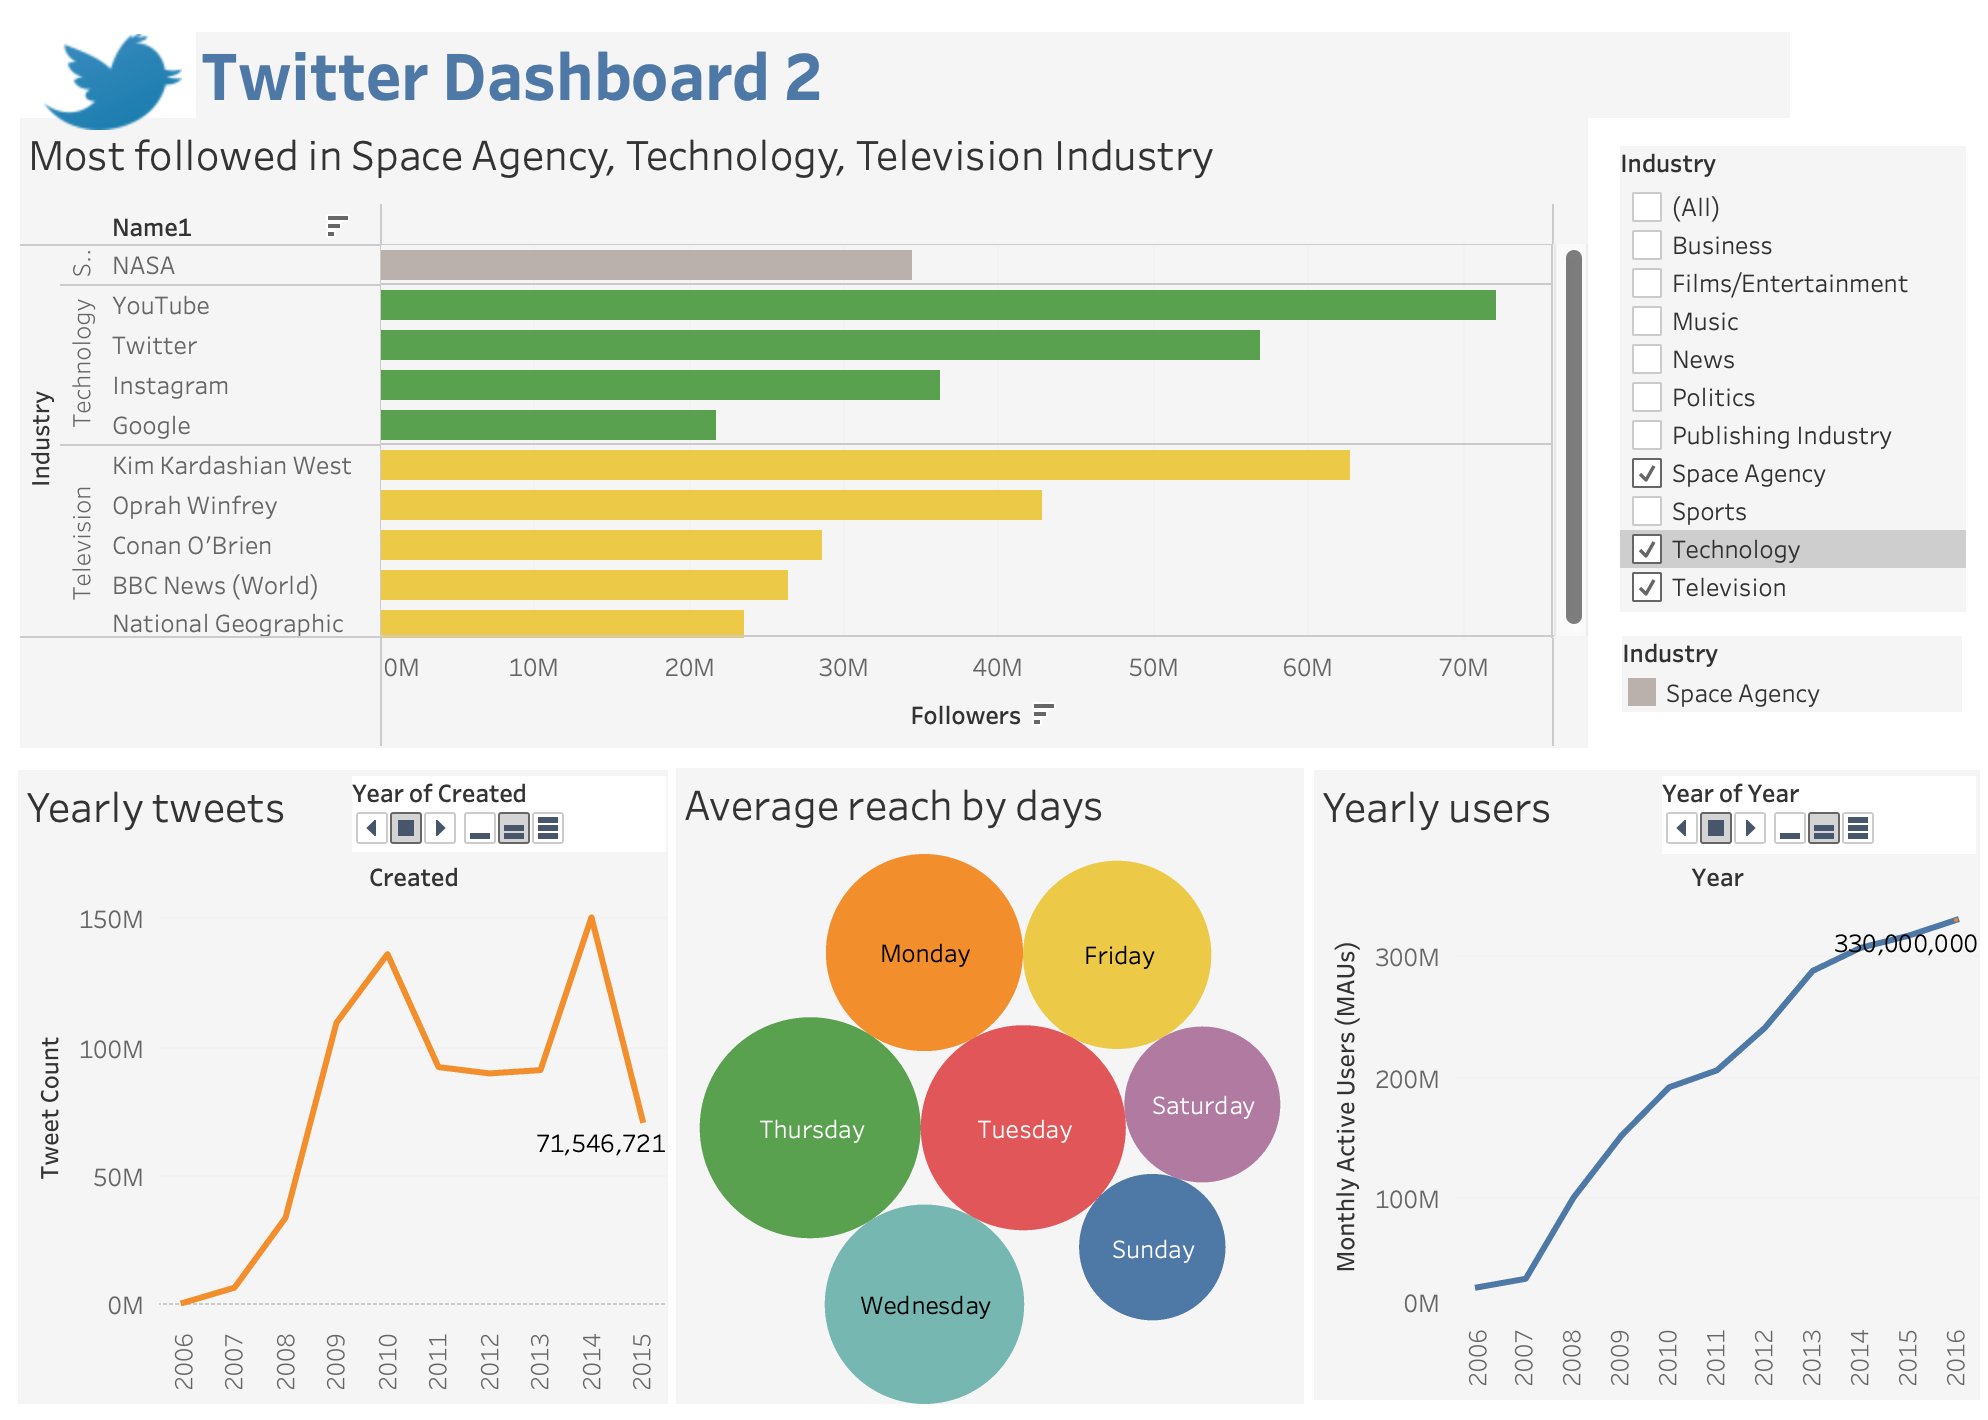 Twitter Dashboard 2
Most followed in Space Agency, Technology, Television Industry
Name1
Industry
S..
NASA
Technology
YouTube
Twitter
Instagram
Google
Television
Kim Kardashian West
Oprah Winfrey
Conan O'Brien
BBC News (World)
National Geographic
0M 10M 20M 30M 40M 50M 60M 70M
Followers
Industry
(All)
Business
Films/Entertainment
Music
News
Politics
Publishing Industry
Space Agency
Sports
Technology
Television
Industry
Space Agency
Yearly tweets
Year of Created
Created
Tweet Count
150M
100M
50M
0M
71,546,721
2006 2007 2008 2009 2010 2011 2012 2013 2014 2015
Average reach by days
Monday
Friday
Thursday
Tuesday
Saturday
Sunday
Wednesday
Yearly users
Year of Year
Year
Monthly Active Users (MAUs)
300M
200M
100M
0M
330,000,000
2006 2007 2008 2009 2010 2011 2012 2013 2014 2015 2016